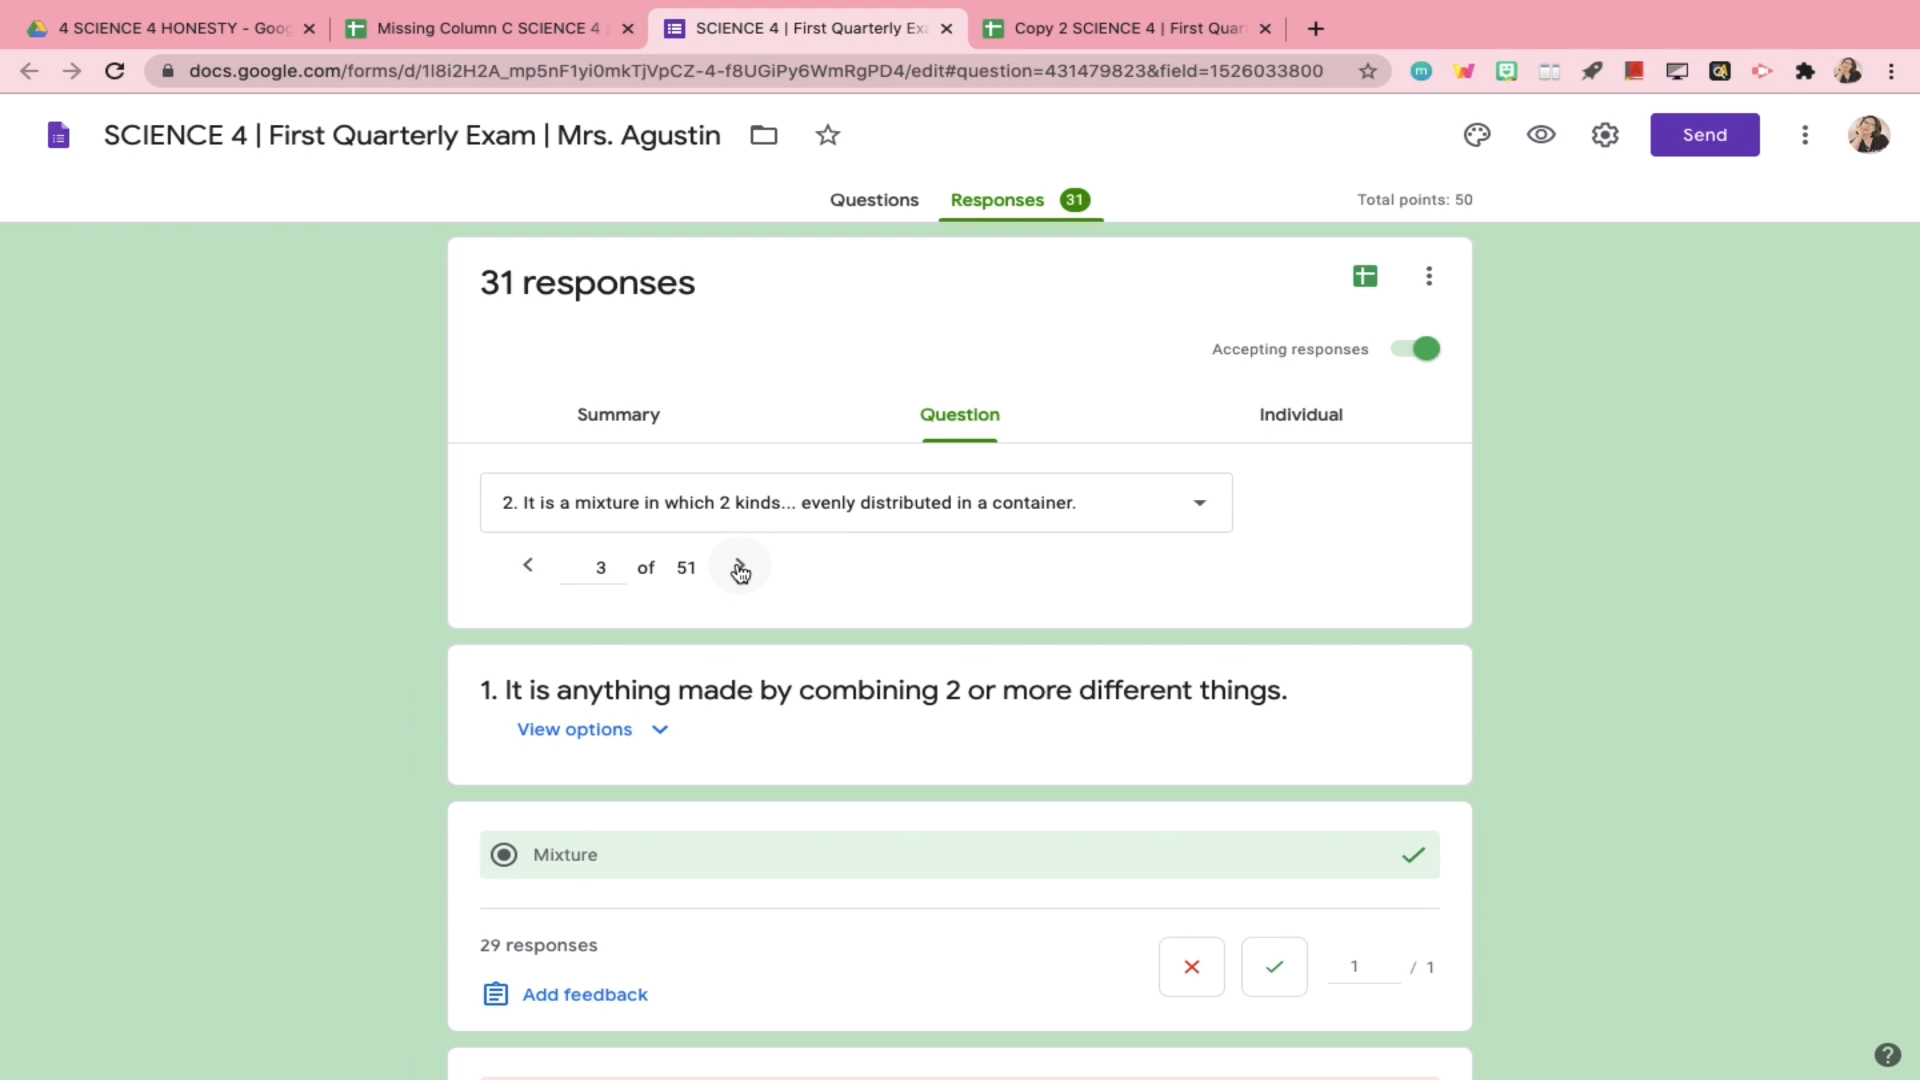 4 SCIENCE 4 HONESTY - Goog
Missing Column C SCIENCE 4
SCIENCE 4 | First Quarterly Exa
Copy 2 SCIENCE 4 | First Quar
docs.google.com/forms/d/1l8i2H2A_mp5nF1yi0mkTjVpCZ-4-f8UGiPy6WmRgPD4/edit#question=431479823&field=1526033800
SCIENCE 4 | First Quarterly Exam | Mrs. Agustin
Send
Questions
Responses 31
Total points: 50
31 responses
Accepting responses
Summary
Question
Individual
2. It is a mixture in which 2 kinds... evenly distributed in a container.
3 of 51
1. It is anything made by combining 2 or more different things.
View options
Mixture
29 responses
1 / 1
Add feedback